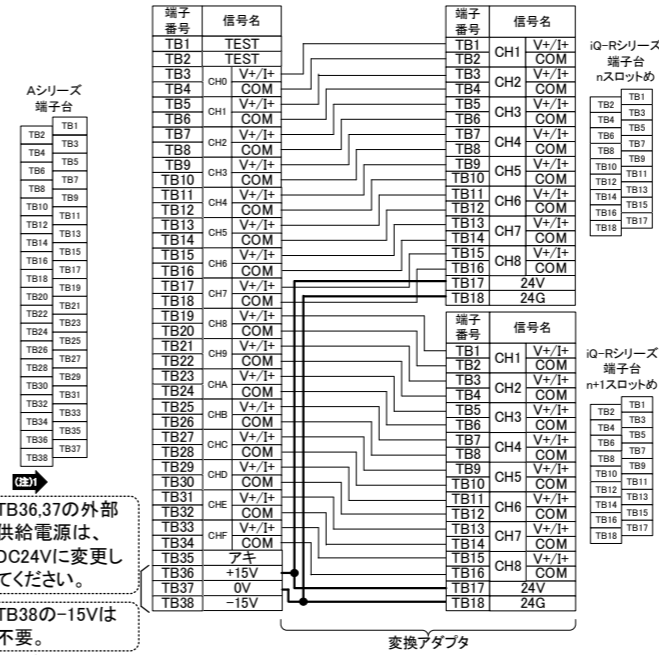 Aシリーズ
端子台
TB1
TB2
TB3
TB4
TB5
TB6
TB7
TB8
TB9
TB10
TB11
TB12
TB13
TB14
TB15
TB16
TB17
TB18
TB19
TB20
TB21
TB22
TB23
TB24
TB25
TB26
TB27
TB28
TB29
TB30
TB31
TB32
TB33
TB34
TB35
TB36
TB37
TB38
(注)1
TB36,37の外部
供給電源は、
DC24Vに変更し
てください。
TB38の-15Vは
不要。
端子
番号 信号名
TB1 TEST
TB2 TEST
TB3 CH0 V+/I+
TB4 COM
TB5 CH1 V+/I+
TB6 COM
TB7 CH2 V+/I+
TB8 COM
TB9 CH3 V+/I+
TB10 COM
TB11 CH4 V+/I+
TB12 COM
TB13 CH5 V+/I+
TB14 COM
TB15 CH6 V+/I+
TB16 COM
TB17 CH7 V+/I+
TB18 COM
TB19 CH8 V+/I+
TB20 COM
TB21 CH9 V+/I+
TB22 COM
TB23 CHA V+/I+
TB24 COM
TB25 CHB V+/I+
TB26 COM
TB27 CHC V+/I+
TB28 COM
TB29 CHD V+/I+
TB30 COM
TB31 CHE V+/I+
TB32 COM
TB33 CHF V+/I+
TB34 COM
TB35 アキ
TB36 +15V
TB37 0V
TB38 -15V
端子
番号 信号名
TB1 CH1 V+/I+
TB2 COM
TB3 CH2 V+/I+
TB4 COM
TB5 CH3 V+/I+
TB6 COM
TB7 CH4 V+/I+
TB8 COM
TB9 CH5 V+/I+
TB10 COM
TB11 CH6 V+/I+
TB12 COM
TB13 CH7 V+/I+
TB14 COM
TB15 CH8 V+/I+
TB16 COM
TB17 24V
TB18 24G
端子
番号 信号名
TB1 CH1 V+/I+
TB2 COM
TB3 CH2 V+/I+
TB4 COM
TB5 CH3 V+/I+
TB6 COM
TB7 CH4 V+/I+
TB8 COM
TB9 CH5 V+/I+
TB10 COM
TB11 CH6 V+/I+
TB12 COM
TB13 CH7 V+/I+
TB14 COM
TB15 CH8 V+/I+
TB16 COM
TB17 24V
TB18 24G
変換アダプタ
iQ-Rシリーズ
端子台
nスロットめ
TB1
TB2
TB3
TB4
TB5
TB6
TB7
TB8
TB9
TB10
TB11
TB12
TB13
TB14
TB15
TB16
TB17
TB18
iQ-Rシリーズ
端子台
n+1スロットめ
TB1
TB2
TB3
TB4
TB5
TB6
TB7
TB8
TB9
TB10
TB11
TB12
TB13
TB14
TB15
TB16
TB17
TB18